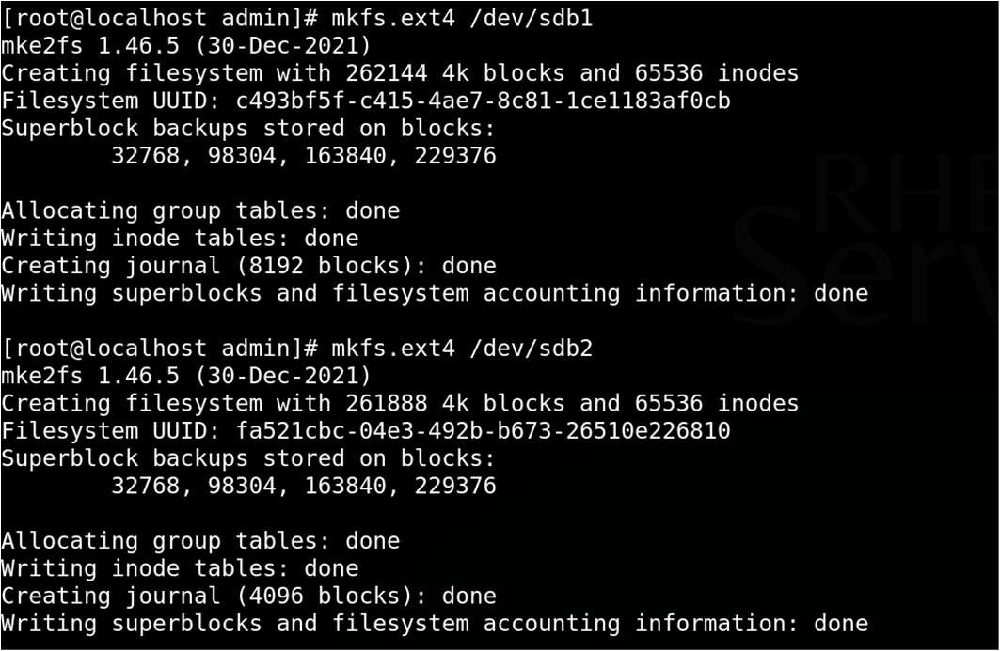 [root@localhost admin]# mkfs.ext4 /dev/sdb1
mke2fs 1.46.5 (30-Dec-2021)
Creating filesystem with 262144 4k blocks and 65536 inodes
Filesystem UUID: c493bf5f-c415-4ae7-8c81-1ce1183af0cb
Superblock backups stored on blocks:
        32768, 98304, 163840, 229376

Allocating group tables: done
Writing inode tables: done
Creating journal (8192 blocks): done
Writing superblocks and filesystem accounting information: done

[root@localhost admin]# mkfs.ext4 /dev/sdb2
mke2fs 1.46.5 (30-Dec-2021)
Creating filesystem with 261888 4k blocks and 65536 inodes
Filesystem UUID: fa521cbc-04e3-492b-b673-26510e226810
Superblock backups stored on blocks:
        32768, 98304, 163840, 229376

Allocating group tables: done
Writing inode tables: done
Creating journal (4096 blocks): done
Writing superblocks and filesystem accounting information: done